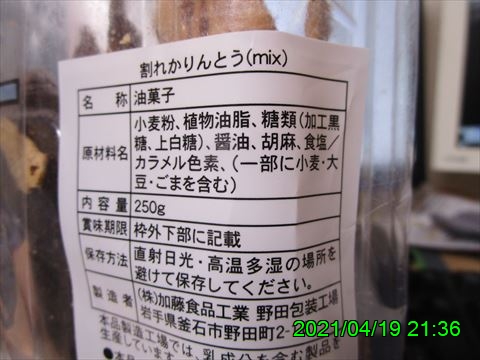 割れかりんとう(mix)
名　称 油菓子
原材料名 小麦粉、植物油脂、糖類(加工黒
糖、上白糖)、醤油、胡麻、食塩/
カラメル色素、(一部に小麦・大
豆・ごまを含む)
内容量 250g
賞味期限 枠外下部に記載
保存方法 直射日光・高温多湿の場所を
避けて保存してください。
製造者 (株)加藤食品工業 野田包装工場
岩手県釜石市野田町2-
2021/04/19 21:36
本品製造工場では、乳成分を含む製品を
生産しています。